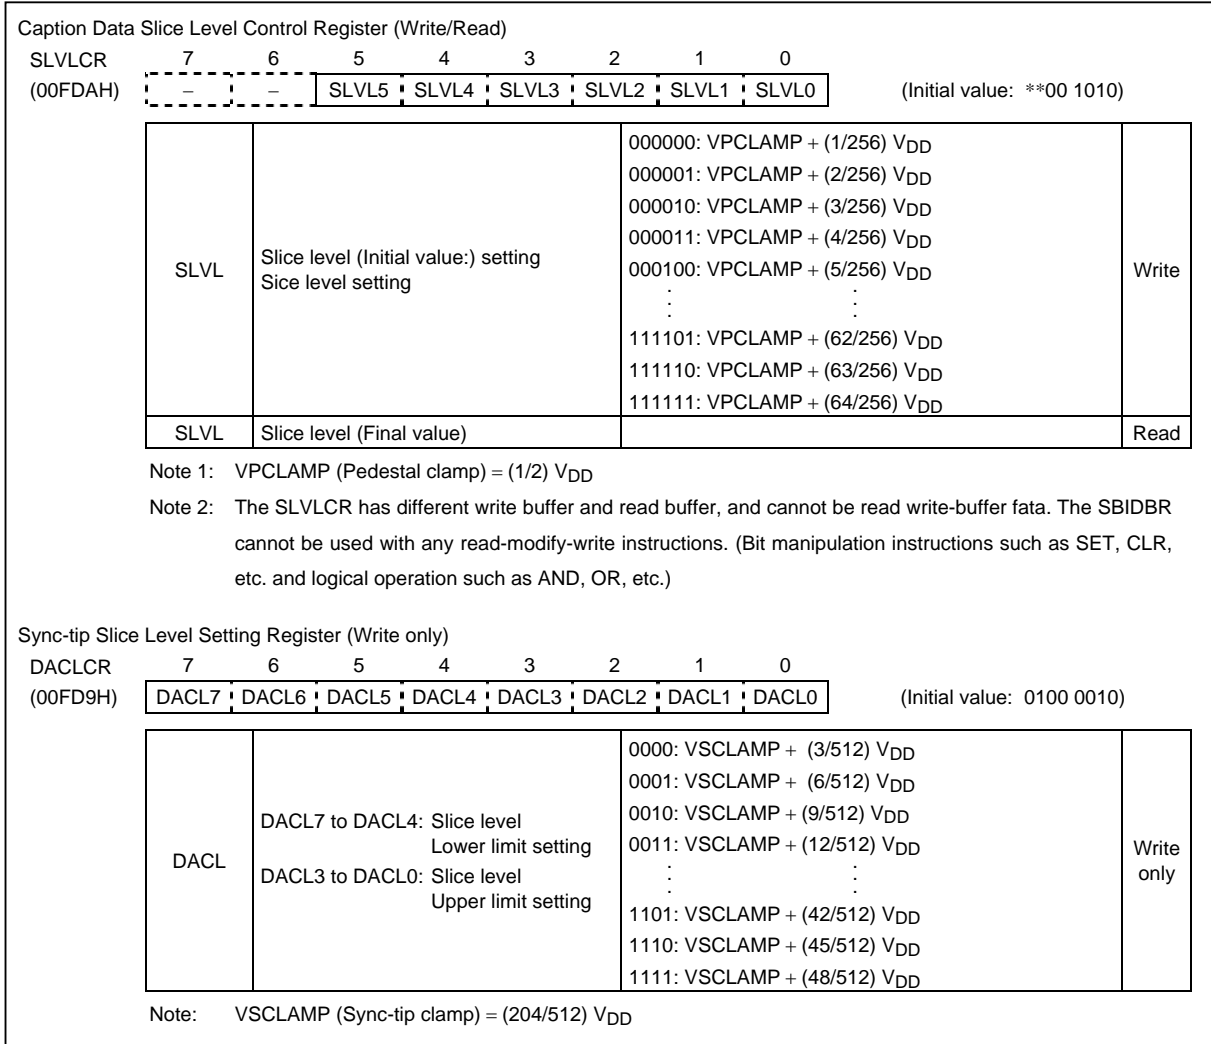 Caption Data Slice Level Control Register (Write/Read)
SLVLCR 7 6 5 4 3 2 1 0
(00FDAH) – – SLVL5 SLVL4 SLVL3 SLVL2 SLVL1 SLVL0 (Initial value: **00 1010)
000000: VPCLAMP + (1/256) VDD
000001: VPCLAMP + (2/256) VDD
000010: VPCLAMP + (3/256) VDD
000011: VPCLAMP + (4/256) VDD
SLVL Slice level (Initial value:) setting
Sice level setting
000100: VPCLAMP + (5/256) VDD Write
: :
111101: VPCLAMP + (62/256) VDD
111110: VPCLAMP + (63/256) VDD
111111: VPCLAMP + (64/256) VDD
SLVL Slice level (Final value) Read
Note 1: VPCLAMP (Pedestal clamp) = (1/2) VDD
Note 2: The SLVLCR has different write buffer and read buffer, and cannot be read write-buffer fata. The SBIDBR
cannot be used with any read-modify-write instructions. (Bit manipulation instructions such as SET, CLR,
etc. and logical operation such as AND, OR, etc.)
Sync-tip Slice Level Setting Register (Write only)
DACLCR 7 6 5 4 3 2 1 0
(00FD9H) DACL7 DACL6 DACL5 DACL4 DACL3 DACL2 DACL1 DACL0 (Initial value: 0100 0010)
DACL
DACL7 to DACL4: Slice level
Lower limit setting
DACL3 to DACL0: Slice level
Upper limit setting
0000: VSCLAMP + (3/512) VDD
0001: VSCLAMP + (6/512) VDD
0010: VSCLAMP + (9/512) VDD
0011: VSCLAMP + (12/512) VDD
: :
1101: VSCLAMP + (42/512) VDD
1110: VSCLAMP + (45/512) VDD
1111: VSCLAMP + (48/512) VDD
Write
only
Note: VSCLAMP (Sync-tip clamp) = (204/512) VDD